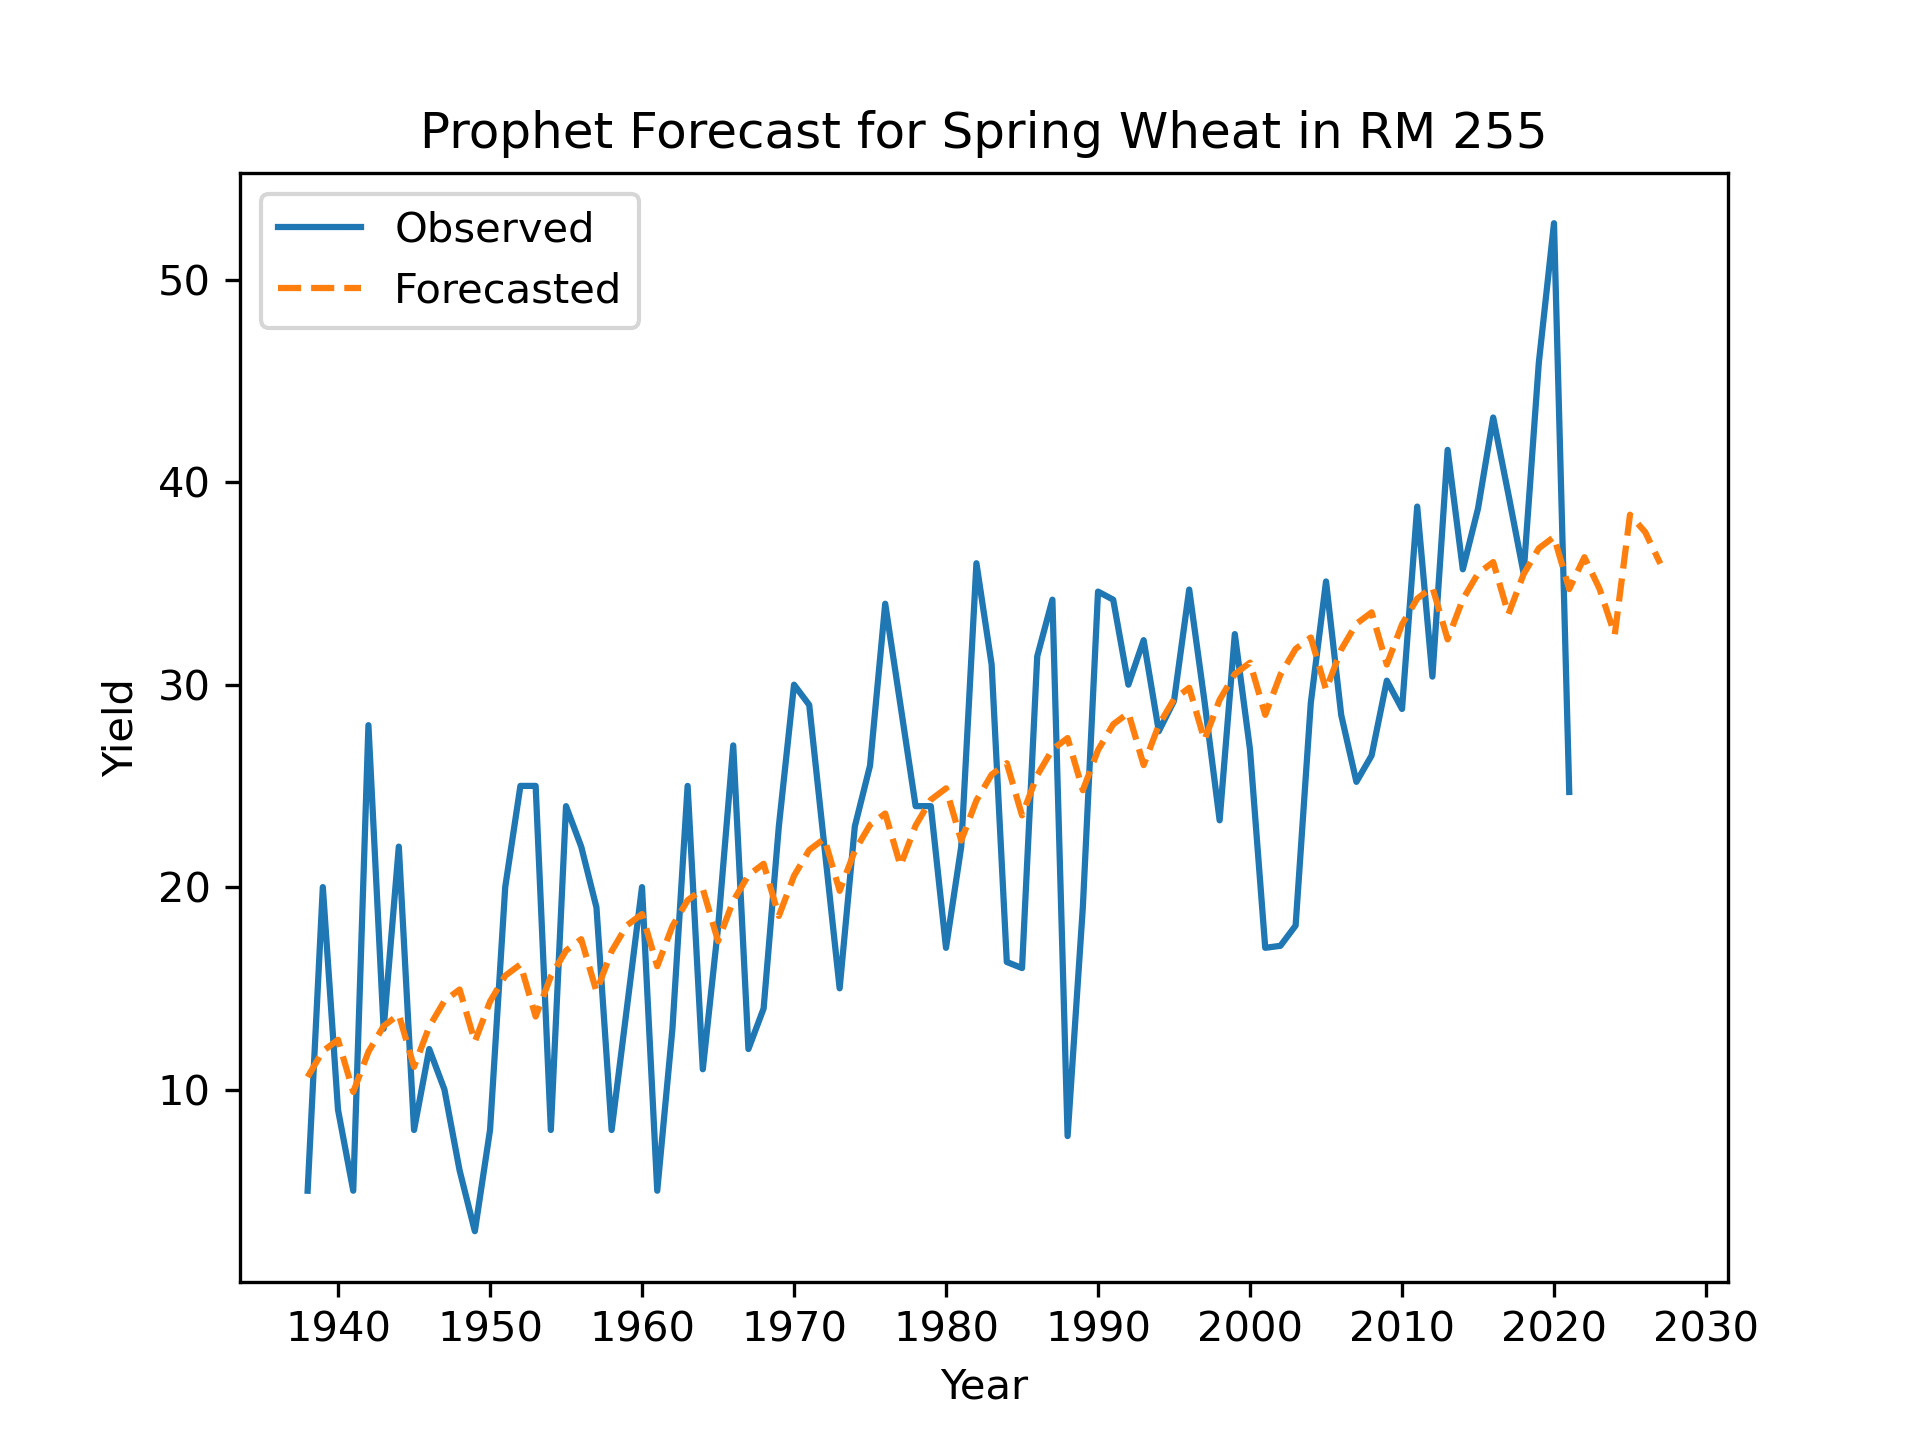 Prophet Forecast for Spring Wheat in RM 255
Observed
Forecasted
50
40
30
20
10
Yield
1940 1950 1960 1970 1980 1990 2000 2010 2020 2030
Year